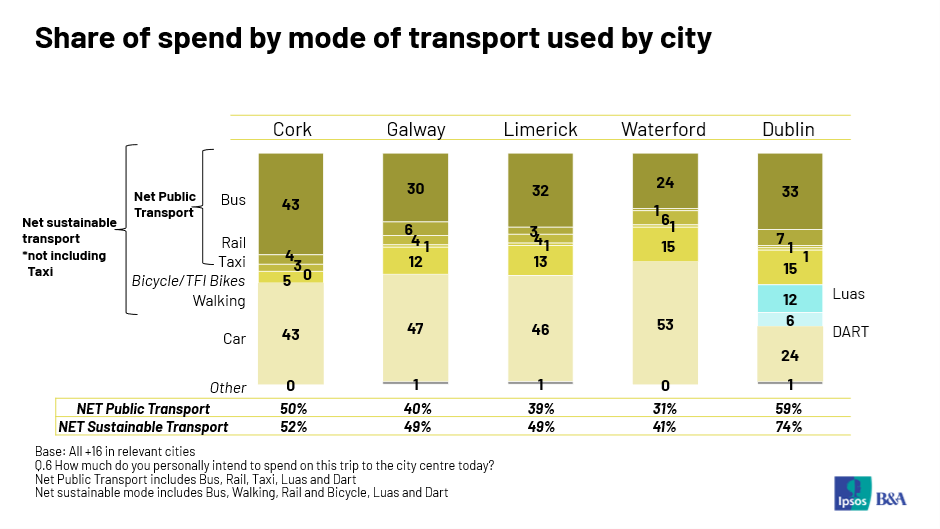 Share of spend by mode of transport used by city
Cork Galway Limerick Waterford Dublin
Net sustainable
transport
*not including
Taxi
Net Public
Transport
Bus
Rail
Taxi
Bicycle/TFI Bikes
Walking
Car
Other
43
4
3
0
5
43
0
30
6
4
1
12
47
1
32
3
4
1
13
46
1
24
1
6
1
15
53
0
33
7
1
1
15
12
6
24
1
Luas
DART
NET Public Transport 50% 40% 39% 31% 59%
NET Sustainable Transport 52% 49% 49% 41% 74%
Base: All +16 in relevant cities
Q.6 How much do you personally intend to spend on this trip to the city centre today?
Net Public Transport includes Bus, Rail, Taxi, Luas and Dart
Net sustainable mode includes Bus, Walking, Rail and Bicycle, Luas and Dart
Ipsos B&A